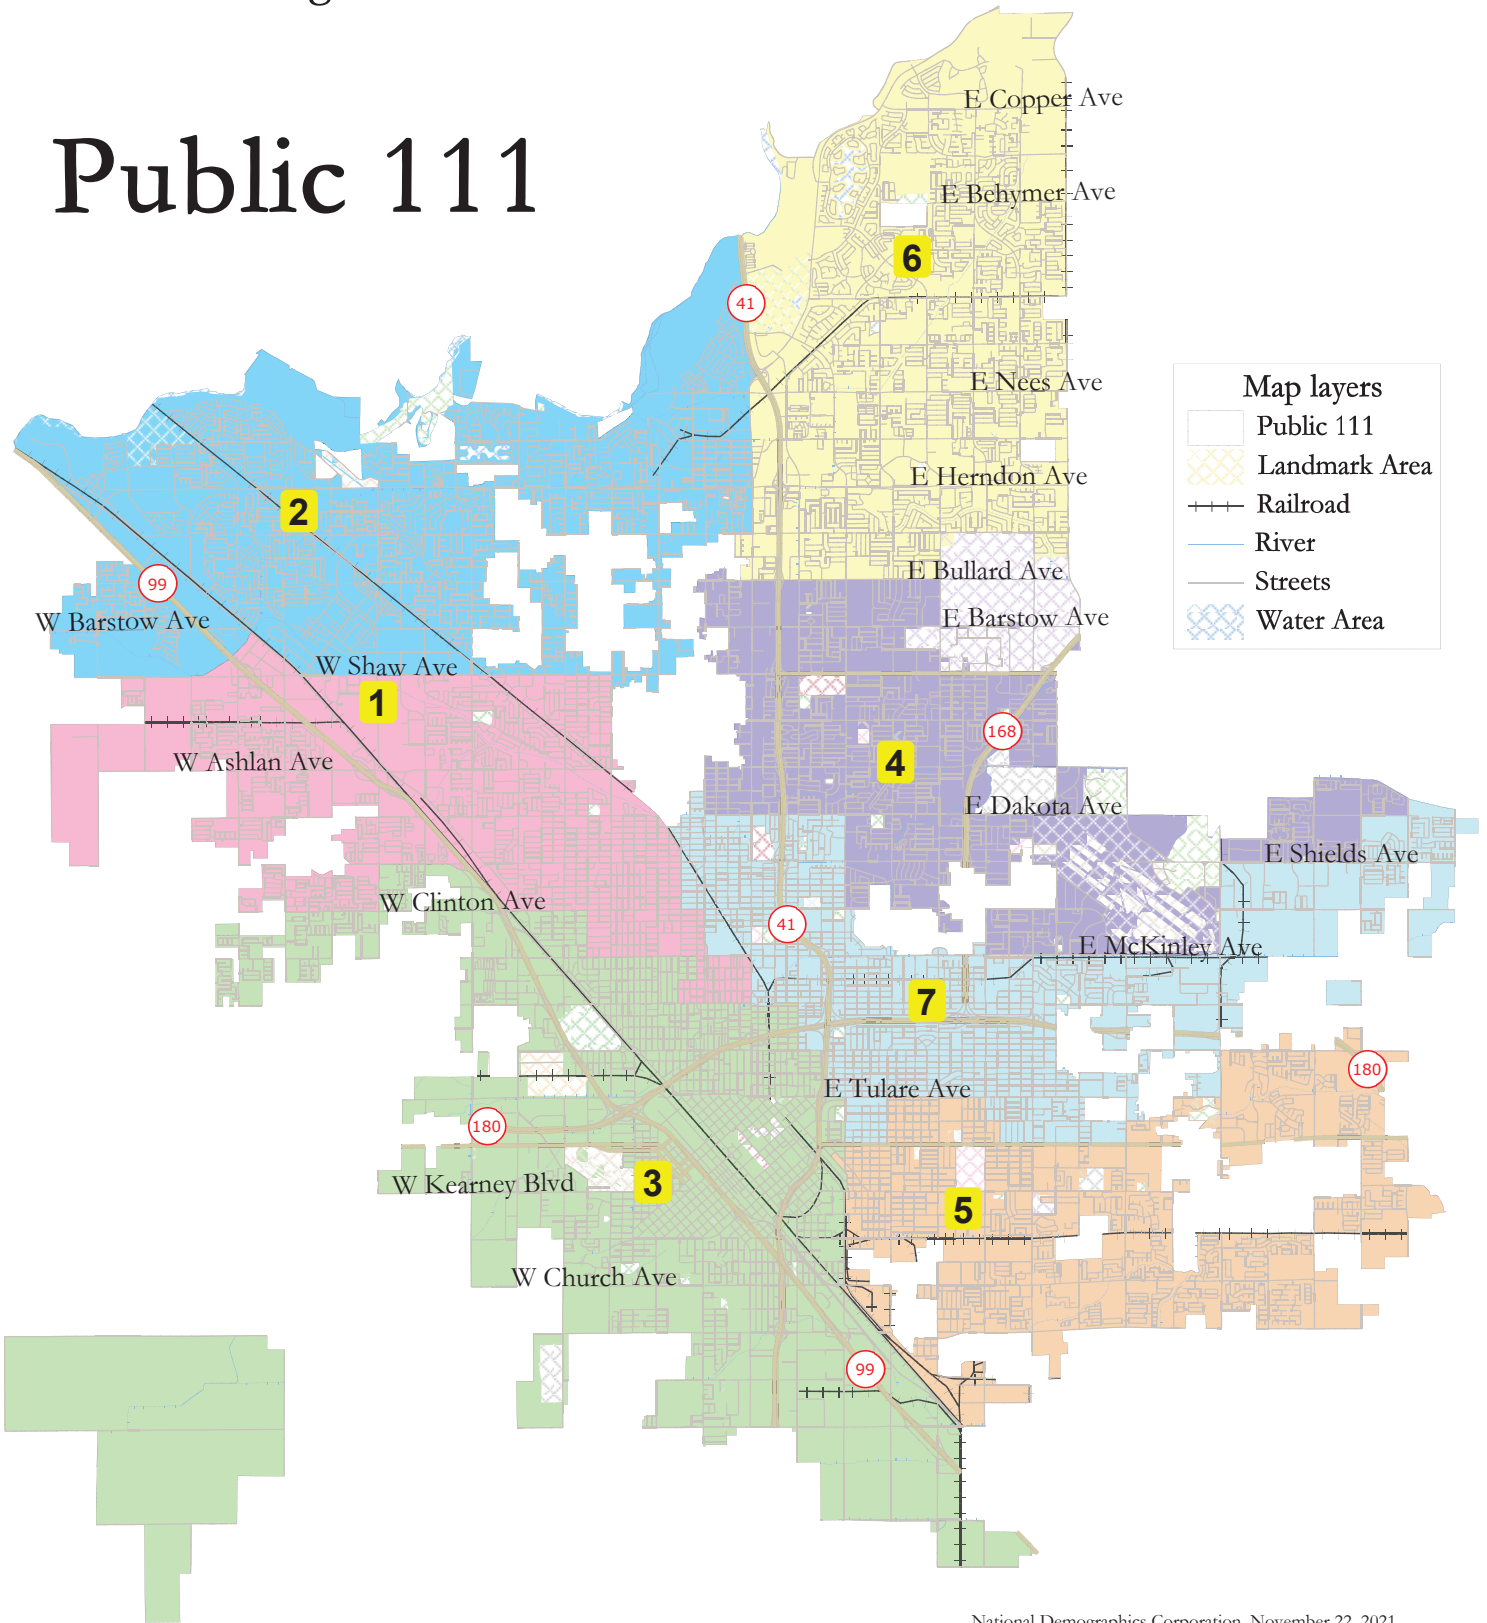 Public 111
E Copper Ave
E Behymer Ave
6
41
E Nees Ave
Map layers
Public 111
Landmark Area
Railroad
River
Streets
Water Area
E Herndon Ave
2
E Bullard Ave
99
W Barstow Ave
E Barstow Ave
W Shaw Ave
1
168
W Ashlan Ave
4
E Dakota Ave
E Shields Ave
W Clinton Ave
41
E McKinley Ave
7
180
E Tulare Ave
180
W Kearney Blvd
3
5
W Church Ave
99
National Demographics Corporation, November 22, 2021